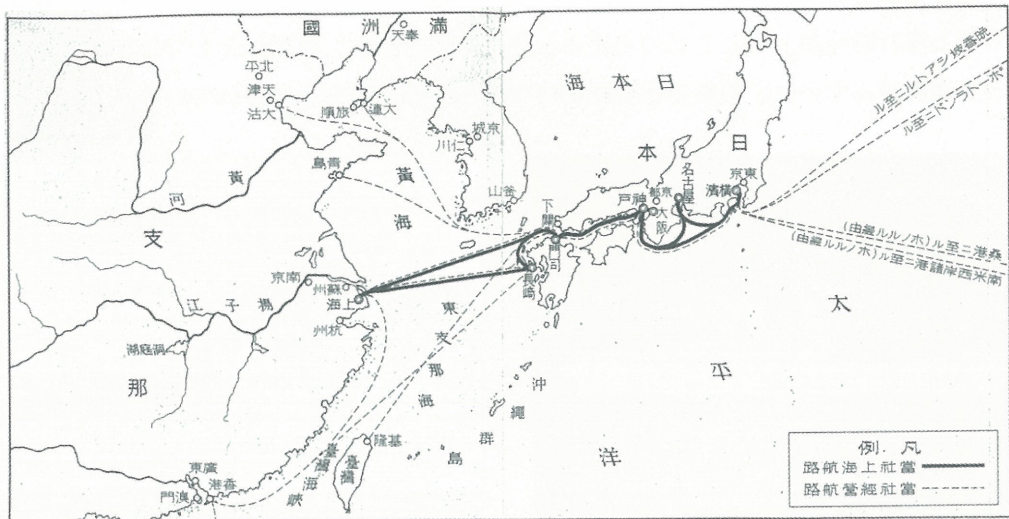 満洲國
奉天
北平
天津
大沽
旅順
大連
京城
仁川
釜山
青島
黃河
黃海
日本海
日本
東京
横濱
名古屋
京都
大阪
神戸
下關
門司
長崎
晩香坡シアトルニ至ル
ポートランドニ至ル
桑港ニ至ル(ホノルル經由)
南米西岸諸港ニ至ル(ホノルル經由)
支那
南京
蘇州
上海
杭州
楊子江
洞庭湖
東支那海
沖繩群島
太平洋
基隆
臺灣
臺灣海峽
廣東
香港
澳門
凡.例
當社上海航路
當社經營航路